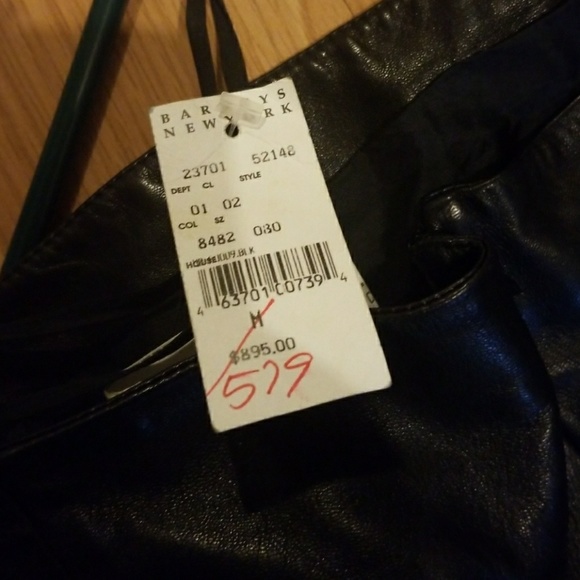 BAR YS
NEW Y RK
23701 52148
DEPT CL STYLE
01 02
COL SZ
8482 030
4 63701 C0739 4
M
$895.00
579